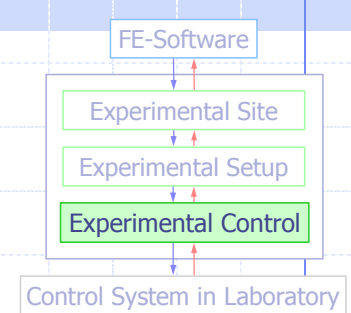 FE-Software
Experimental Site
Experimental Setup
Experimental Control
Control System in Laboratory